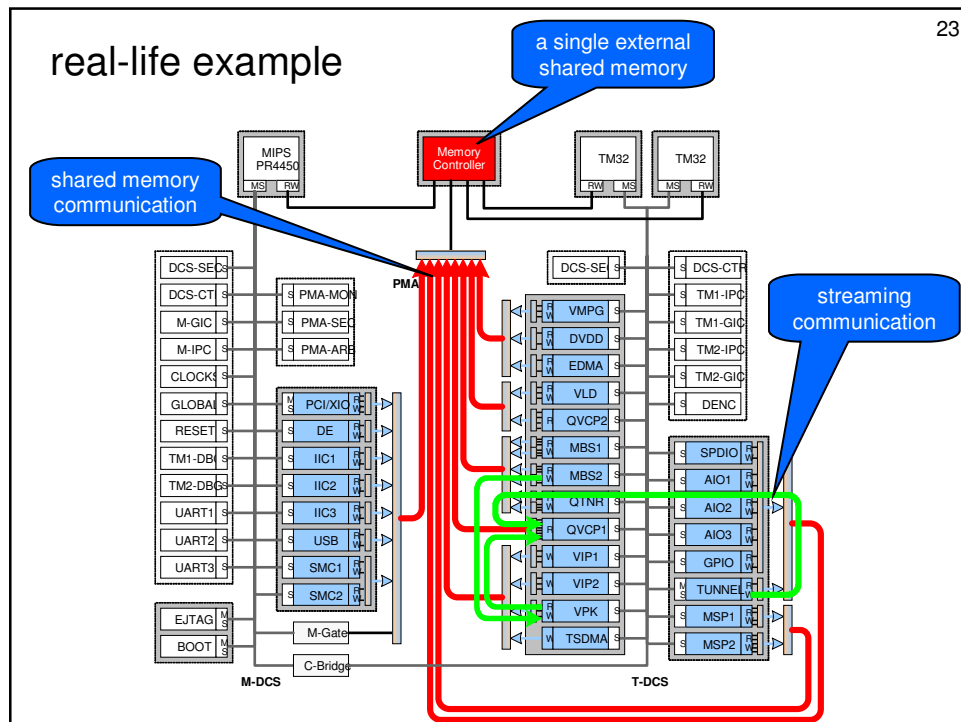 23
real-life example
a single external
shared memory
MIPS
PR4450
MS
RW
Memory
Controller
TM32
RW
MS
TM32
MS
RW
shared memory
communication
PMA
streaming
communication
DCS-SEC
S
DCS-CTR
S
M-GIC
S
M-IPC
S
CLOCKS
S
GLOBAL
S
RESET
S
TM1-DBG
S
TM2-DBG
S
UART1
S
UART2
S
UART3
S
EJTAG
M
S
BOOT
M
S
S
PMA-MON
S
PMA-SEC
S
PMA-ARB
M
S
PCI/XIO
R
W
S
DE
R
W
S
IIC1
R
W
S
IIC2
R
W
S
IIC3
R
W
S
USB
R
W
S
SMC1
R
W
S
SMC2
R
W
M-Gate
C-Bridge
M-DCS
DCS-SEC
S
R
W
VMPG
S
R
W
DVDD
S
R
W
EDMA
S
R
W
VLD
S
R
W
QVCP2
S
R
W
MBS1
S
R
W
MBS2
S
R
W
QTNR
S
R
QVCP1
S
W
VIP1
S
W
VIP2
S
R
W
VPK
S
W
TSDMA
S
T-DCS
S
DCS-CTR
S
TM1-IPC
S
TM1-GIC
S
TM2-IPC
S
TM2-GIC
S
DENC
S
SPDIO
R
W
S
AIO1
R
W
S
AIO2
R
W
S
AIO3
R
W
S
GPIO
R
W
S
TUNNEL
R
W
S
MSP1
R
W
S
MSP2
R
W